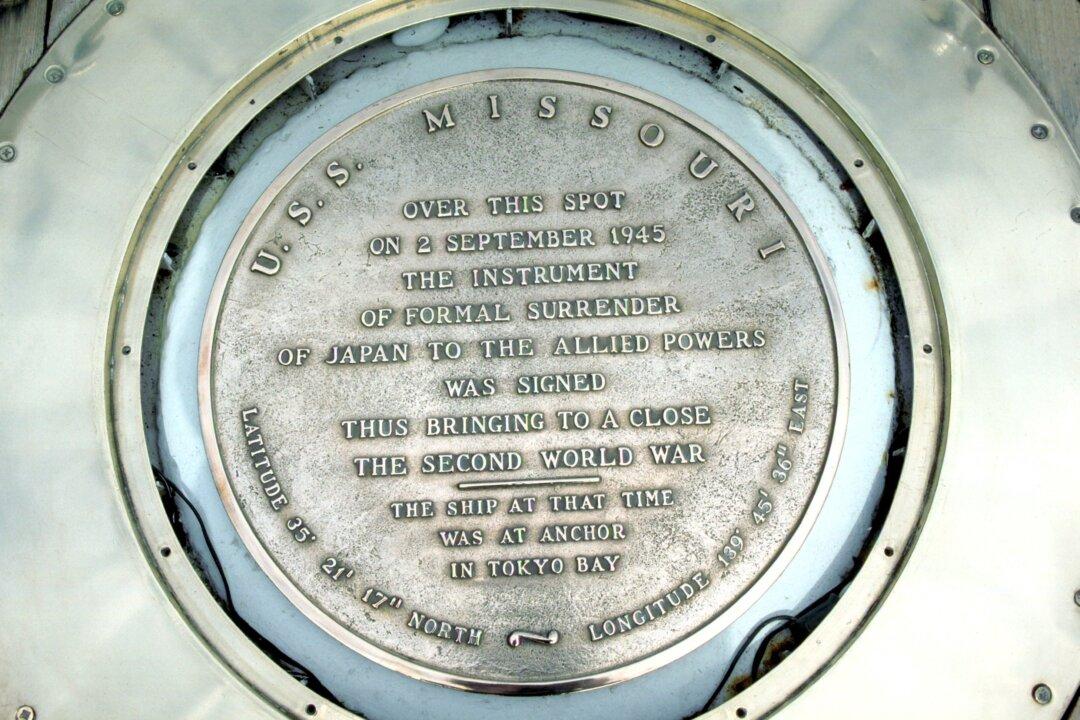 U.S.S. MISSOURI
OVER THIS SPOT
ON 2 SEPTEMBER 1945
THE INSTRUMENT
OF FORMAL SURRENDER
OF JAPAN TO THE ALLIED POWERS
WAS SIGNED
THUS BRINGING TO A CLOSE
THE SECOND WORLD WAR
THE SHIP AT THAT TIME
WAS AT ANCHOR
IN TOKYO BAY
LATITUDE 35° 21' 17" NORTH ~ LONGITUDE 139° 45' 36" EAST